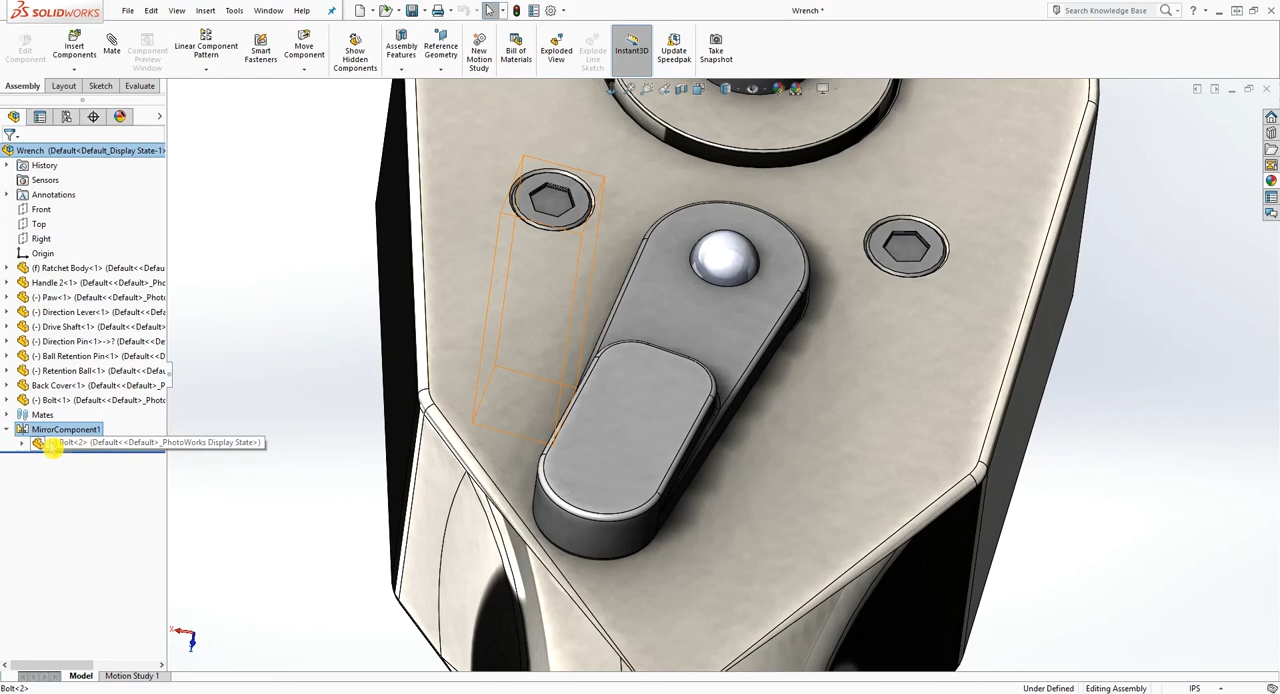 SOLIDWORKS
File Edit View Insert Tools Window Help
Wrench *
Search Knowledge Base
Edit Component
Insert Components
Mate
Component Preview Window
Linear Component Pattern
Smart Fasteners
Move Component
Show Hidden Components
Assembly Features
Reference Geometry
New Motion Study
Bill of Materials
Exploded View
Explode Line Sketch
Instant3D
Update Speedpak
Take Snapshot
Assembly Layout Sketch Evaluate
Wrench (Default<Default_Display State-1>
History
Sensors
Annotations
Front
Top
Right
Origin
(f) Ratchet Body<1> (Default<<Defau
Handle 2<1> (Default<<Default>_Pho
(-) Paw<1> (Default<<Default>_Photo
(-) Direction Lever<1> (Default<<Def
(-) Drive Shaft<1> (Default<<Default>
(-) Direction Pin<1>->? (Default<<De
(-) Ball Retention Pin<1> (Default<<D
(-) Retention Ball<1> (Default<<Defau
Back Cover<1> (Default<<Default>_P
(-) Bolt<1> (Default<<Default>_Photo
Mates
MirrorComponent1
Bolt<2> (Default<<Default>_PhotoWorks Display State>)
X
Model Motion Study 1
Bolt<2> Under Defined Editing Assembly IPS